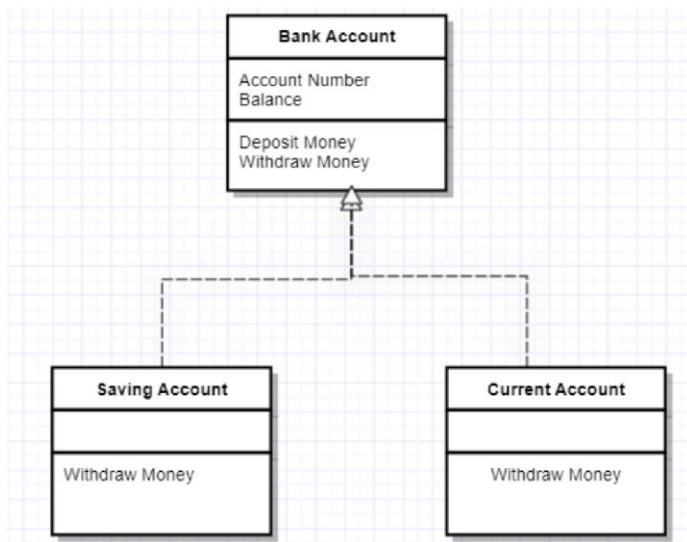 Bank Account
Account Number
Balance
Deposit Money
Withdraw Money
Saving Account
Withdraw Money
Current Account
Withdraw Money